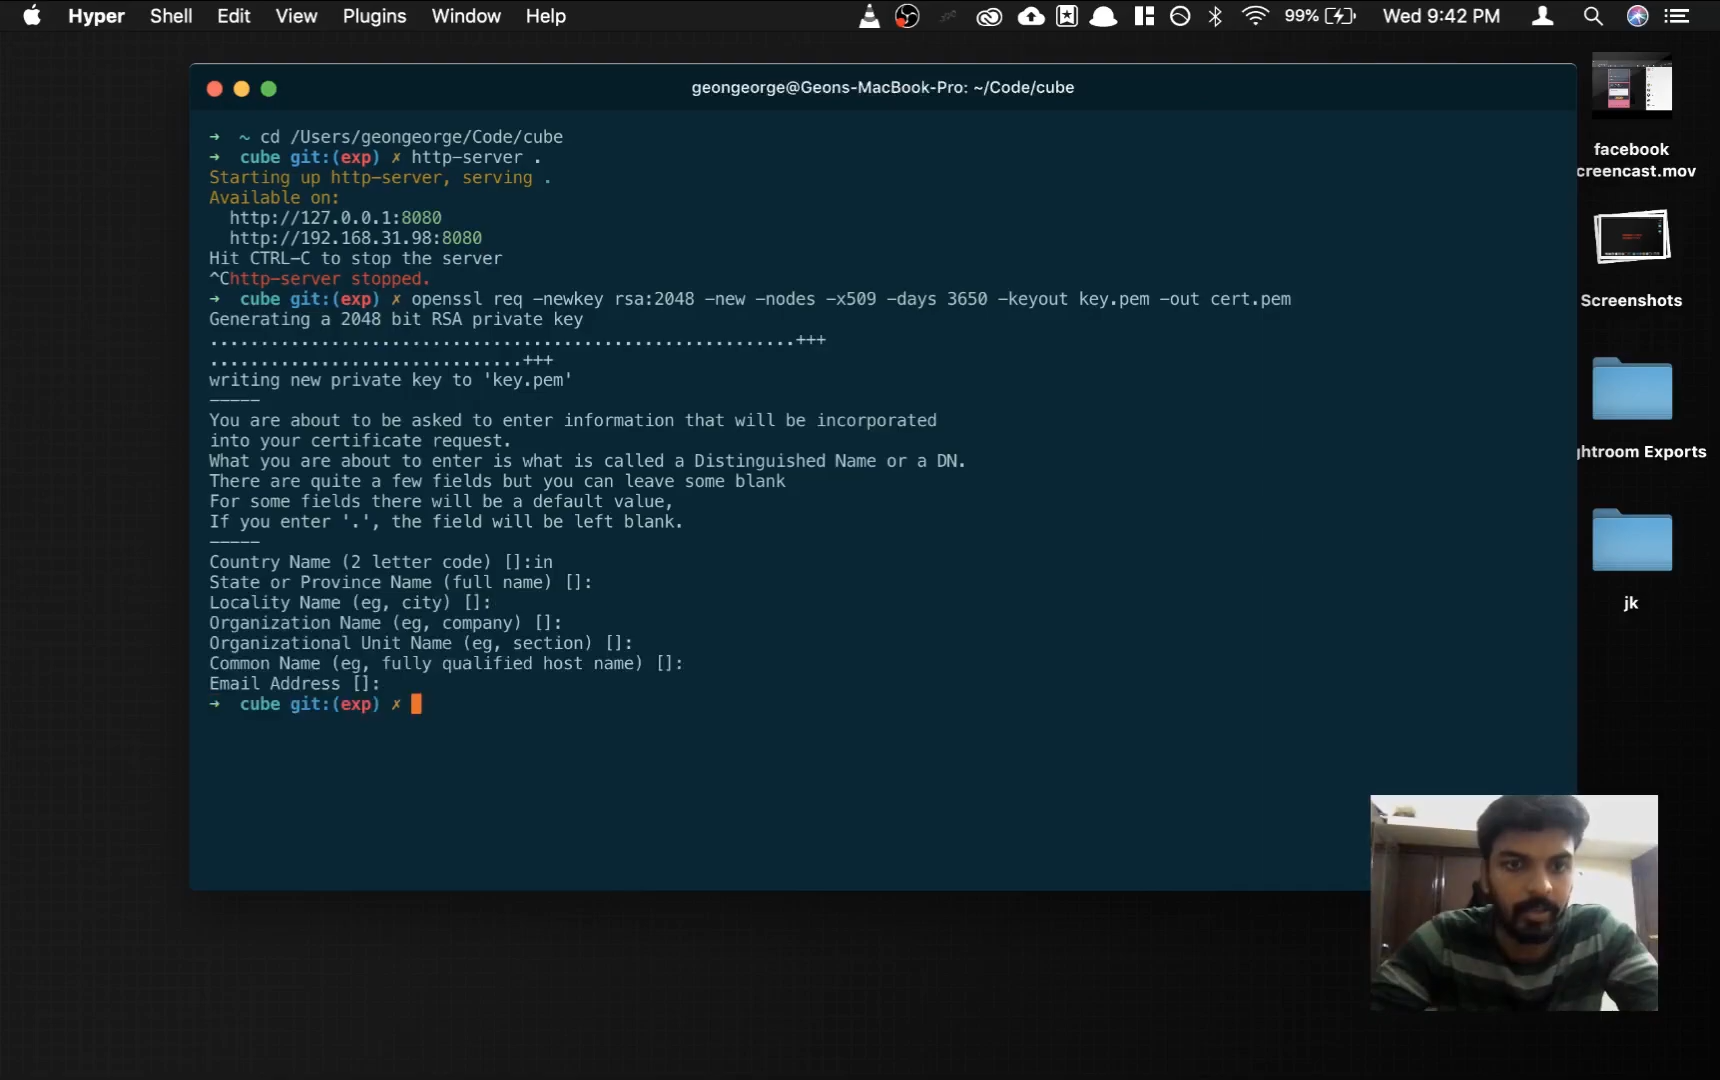 Hyper Shell Edit View Plugins Window Help 99% Wed 9:42 PM
geongeorge@Geons-MacBook-Pro: ~/Code/cube
➜ ~ cd /Users/geongeorge/Code/cube
➜ cube git:(exp) ✗ http-server .
Starting up http-server, serving .
Available on:
http://127.0.0.1:8080
http://192.168.31.98:8080
Hit CTRL-C to stop the server
^Chttp-server stopped.
➜ cube git:(exp) ✗ openssl req -newkey rsa:2048 -new -nodes -x509 -days 3650 -keyout key.pem -out cert.pem
Generating a 2048 bit RSA private key
..........................................................+++
...............................+++
writing new private key to 'key.pem'
-----
You are about to be asked to enter information that will be incorporated
into your certificate request.
What you are about to enter is what is called a Distinguished Name or a DN.
There are quite a few fields but you can leave some blank
For some fields there will be a default value,
If you enter '.', the field will be left blank.
-----
Country Name (2 letter code) []:in
State or Province Name (full name) []:
Locality Name (eg, city) []:
Organization Name (eg, company) []:
Organizational Unit Name (eg, section) []:
Common Name (eg, fully qualified host name) []:
Email Address []:
➜ cube git:(exp) ✗
facebook
creencast.mov
Screenshots
ghtroom Exports
jk